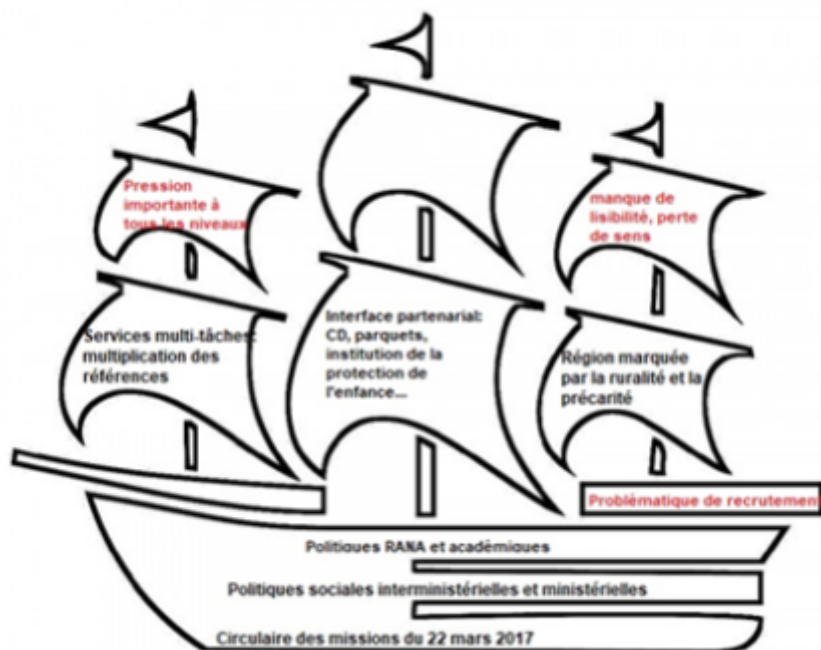 Pression
importante à
tous les niveaux
manque de
lisibilité, perte
de sens
Services multi-tâches:
multiplication des
références
Interface partenarial:
CD, parquets,
institution de la
protection de
l'enfance...
Région marquée
par la ruralité et la
précarité
Problématique de recrutement
Politiques RANA et académiques
Politiques sociales interministérielles et ministérielles
Circulaire des missions du 22 mars 2017